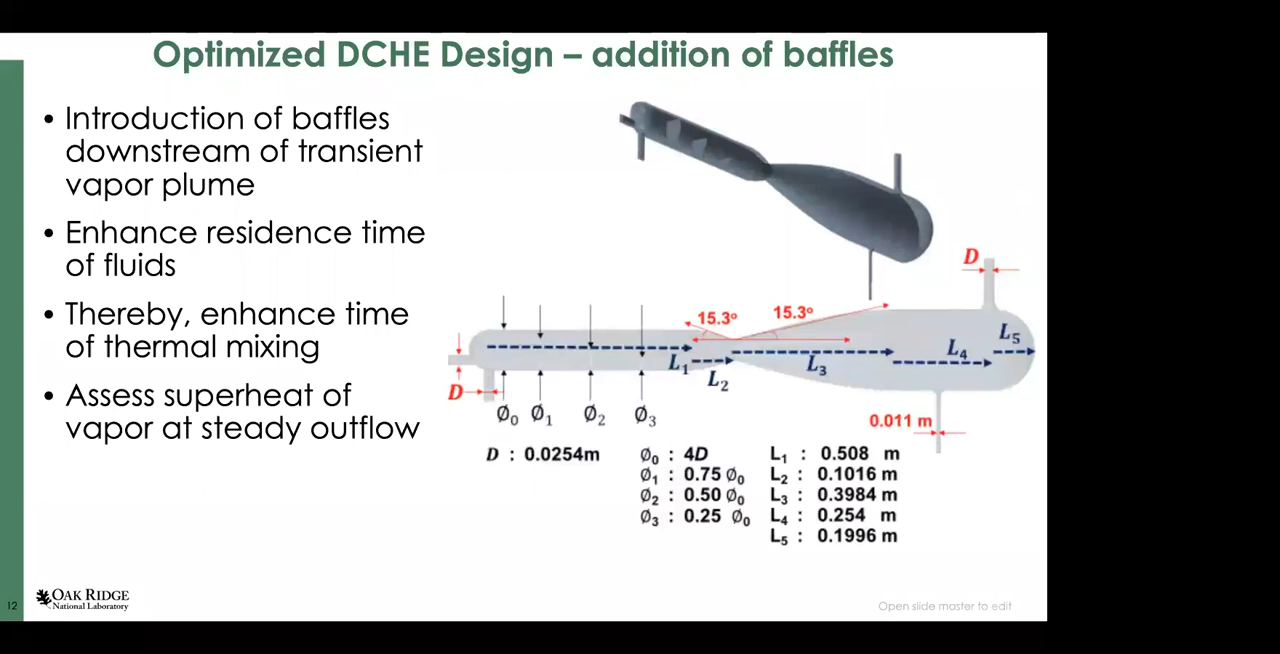 Optimized DCHE Design – addition of baffles
• Introduction of baffles
downstream of transient
vapor plume
• Enhance residence time
of fluids
• Thereby, enhance time
of thermal mixing
• Assess superheat of
vapor at steady outflow
D
15.3°
15.3°
L₁
L₂
L₃
L₄
L₅
D
Ø₀ Ø₁ Ø₂ Ø₃
0.011 m
D : 0.0254m
Ø₀ : 4D
Ø₁ : 0.75 Ø₀
Ø₂ : 0.50 Ø₀
Ø₃ : 0.25 Ø₀
L₁ : 0.508 m
L₂ : 0.1016 m
L₃ : 0.3984 m
L₄ : 0.254 m
L₅ : 0.1996 m
12
OAK RIDGE
National Laboratory
Open slide master to edit